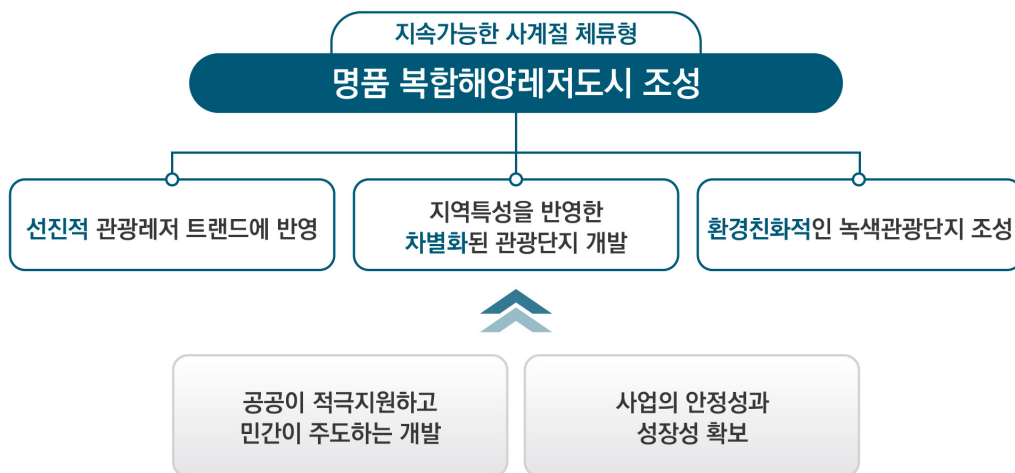 지속가능한 사계절 체류형
명품 복합해양레저도시 조성
선진적 관광레저 트랜드에 반영
지역특성을 반영한
차별화된 관광단지 개발
환경친화적인 녹색관광단지 조성
공공이 적극지원하고
민간이 주도하는 개발
사업의 안정성과
성장성 확보